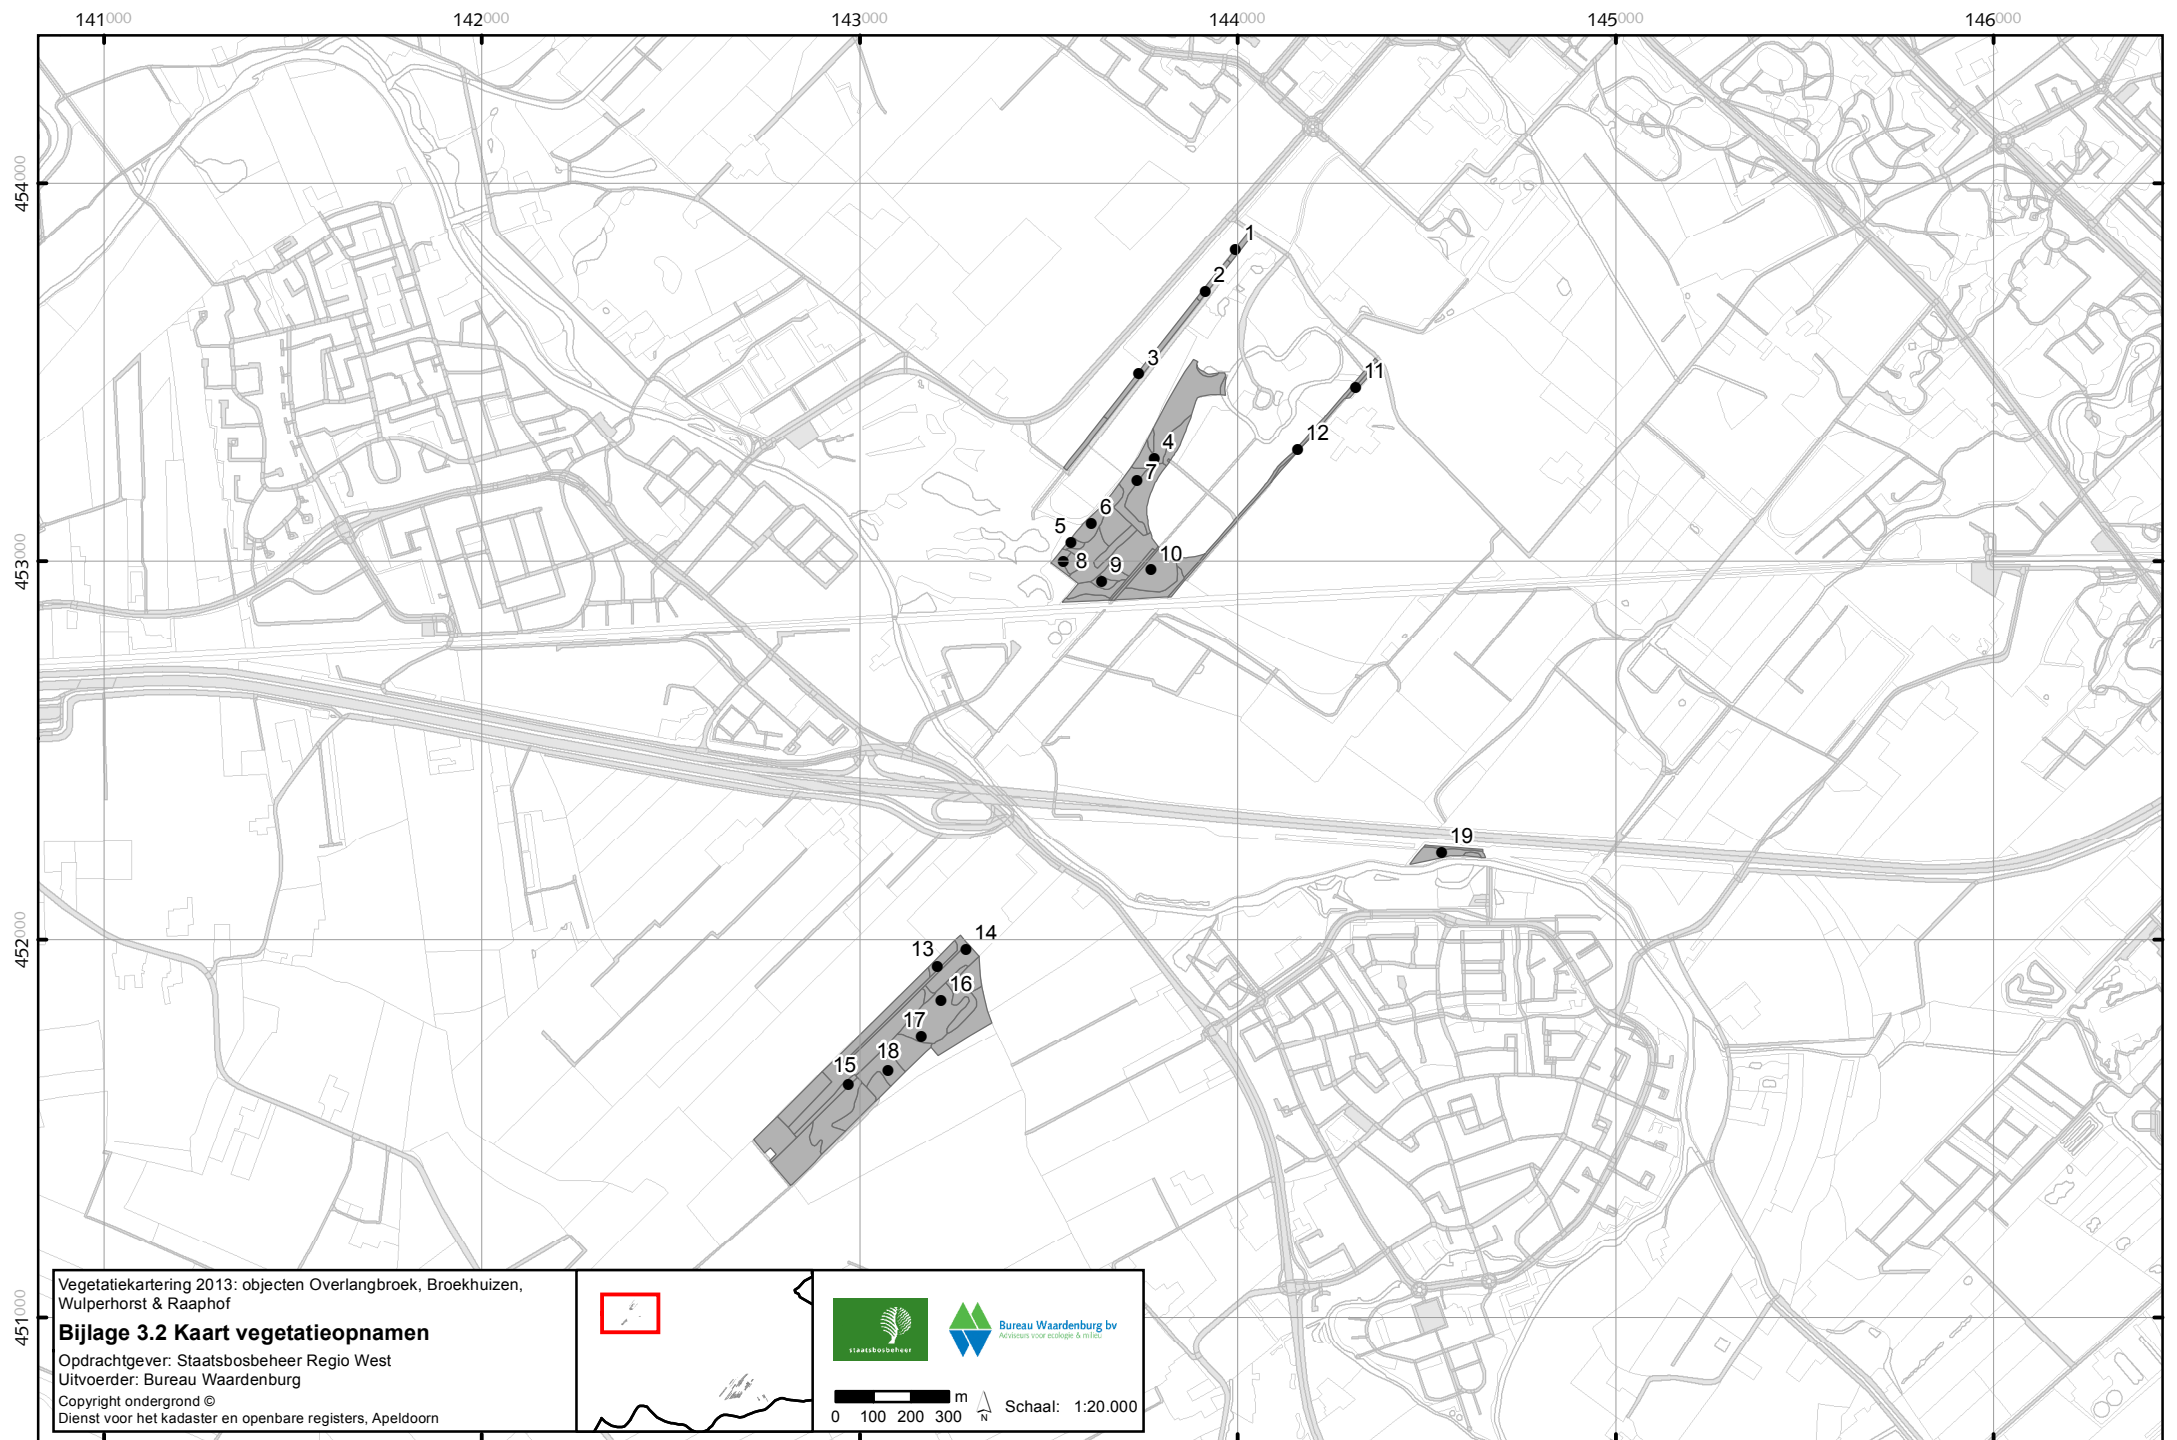 141000 142000 143000 144000 145000 146000
454000
453000
452000
451000
1
2
3
11
12
4
7
6
5
8
9
10
19
14
13
16
17
18
15
Vegetatiekartering 2013: objecten Overlangbroek, Broekhuizen,
Wulperhorst & Raaphof
Bijlage 3.2 Kaart vegetatieopnamen
Opdrachtgever: Staatsbosbeheer Regio West
Uitvoerder: Bureau Waardenburg
Copyright ondergrond ©
Dienst voor het kadaster en openbare registers, Apeldoorn
staatsbosbeheer
Bureau Waardenburg bv
Adviseurs voor ecologie & milieu
m
0 100 200 300
N
Schaal: 1:20.000